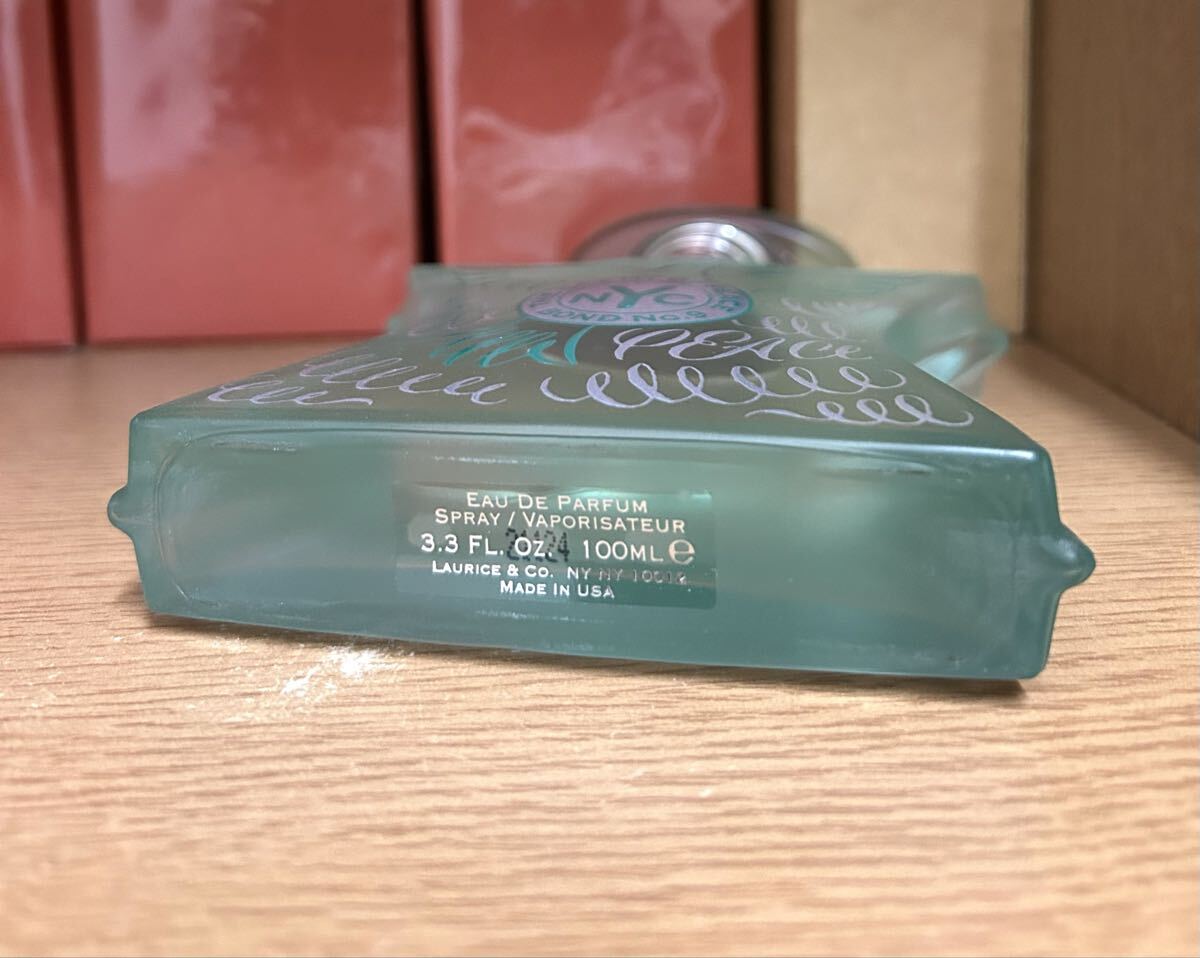 NYC
BOND NO. 9
PEACE
EAU DE PARFUM
SPRAY / VAPORISATEUR
3.3 FL. OZ. 100ML e
LAURICE & CO. NY NY 10012
MADE IN USA